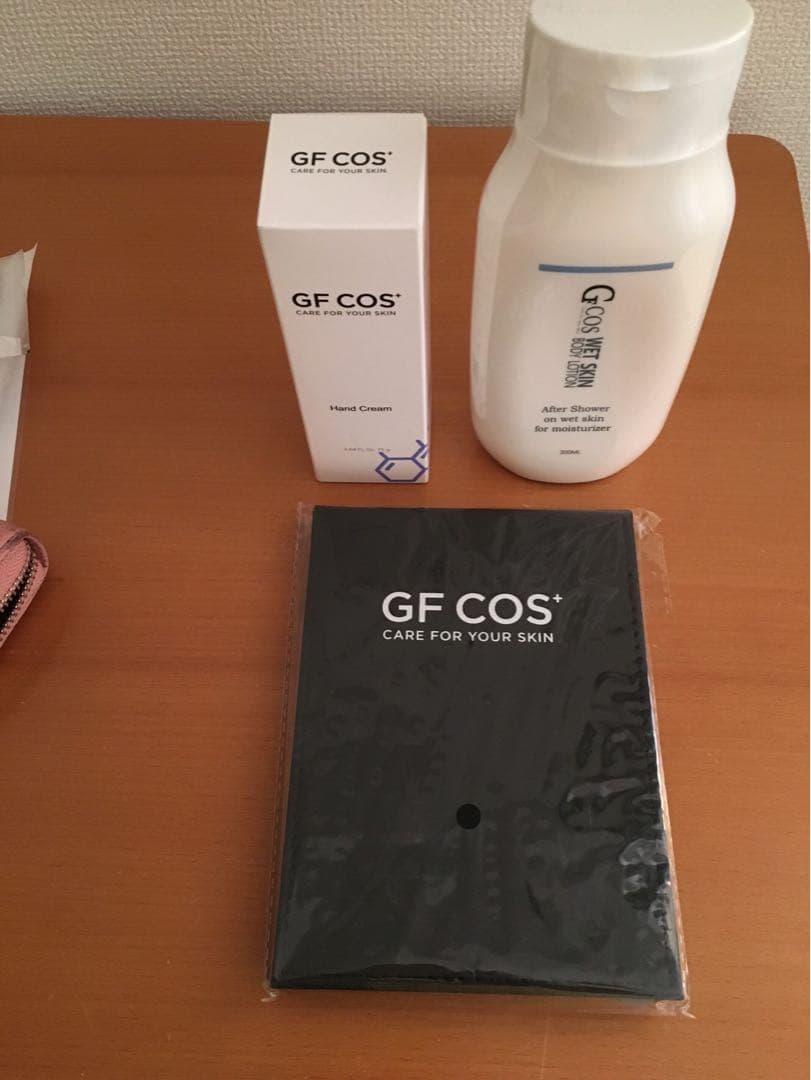 GF COS+
CARE FOR YOUR SKIN.
GF COS+
CARE FOR YOUR SKIN
Hand Cream
GF COS WET SKIN
BODY LOTION
After Shower
on wet skin
for moisturizer
300ML
GF COS+
CARE FOR YOUR SKIN